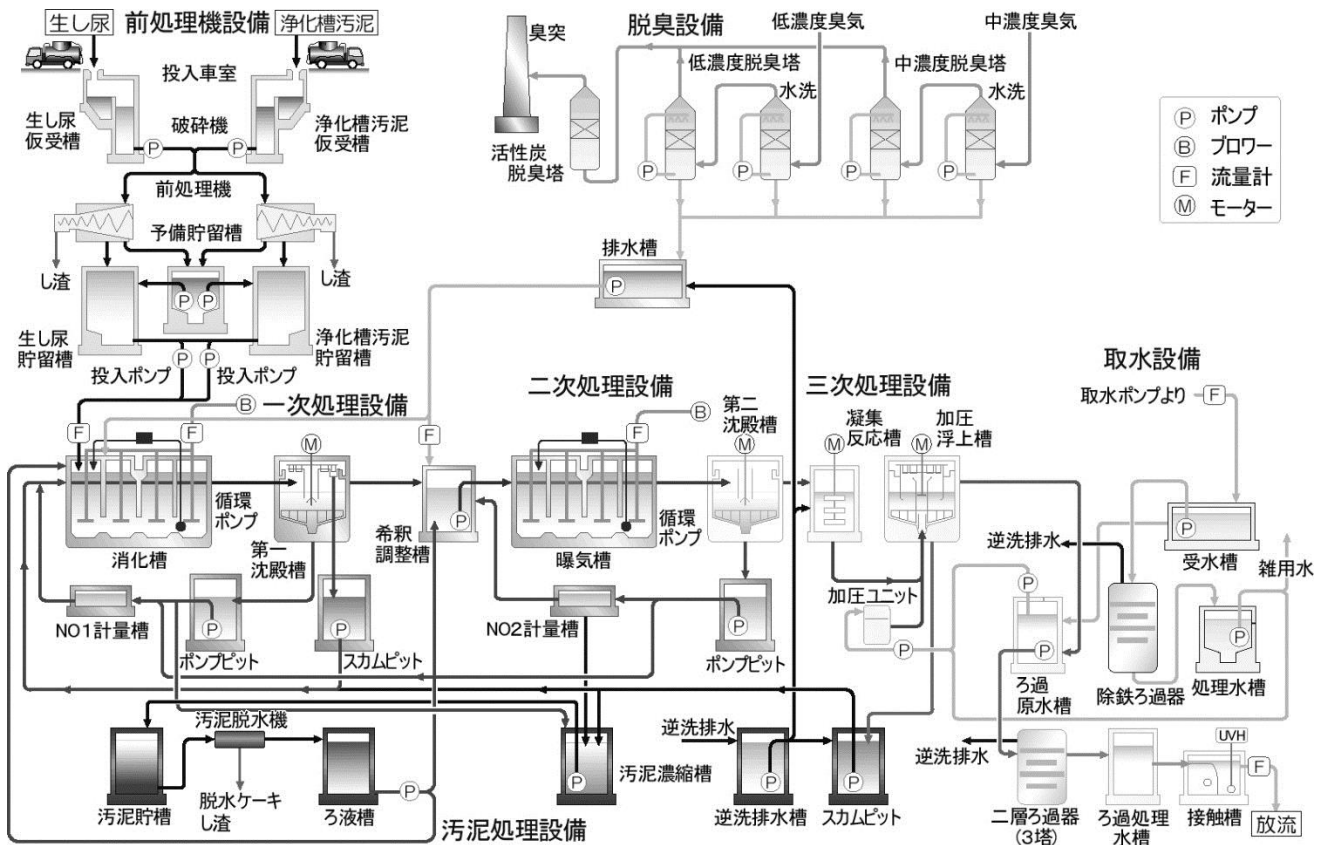 生し尿
前処理機設備
浄化槽汚泥
投入車室
生し尿
仮受槽
破砕機
浄化槽汚泥
仮受槽
P
P
前処理機
予備貯留槽
し渣
し渣
P
P
生し尿
貯留槽
浄化槽汚泥
貯留槽
P
P
投入ポンプ
投入ポンプ
脱臭設備
低濃度臭気
中濃度臭気
臭突
低濃度脱臭塔
中濃度脱臭塔
水洗
水洗
活性炭
脱臭塔
P
P
P
P
P
ポンプ
B
ブロワー
F
流量計
M
モーター
排水槽
P
一次処理設備
B
F
F
M
F
循環
ポンプ
消化槽
第一
沈殿槽
希釈
調整槽
P
NO1計量槽
P
ポンプピット
P
スカムピット
二次処理設備
B
F
第二
沈殿槽
M
循環
ポンプ
曝気槽
NO2計量槽
P
ポンプピット
三次処理設備
凝集
反応槽
加圧
浮上槽
M
M
加圧ユニット
P
取水設備
取水ポンプより
F
P
受水槽
逆洗排水
雑用水
P
P
ろ過
原水槽
除鉄ろ過器
P
処理水槽
汚泥脱水機
汚泥貯槽
脱水ケーキ
し渣
ろ液槽
P
P
汚泥濃縮槽
汚泥処理設備
逆洗排水
P
逆洗排水槽
P
スカムピット
逆洗排水
二層ろ過器
(3塔)
ろ過処理
水槽
UVH
F
接触槽
放流